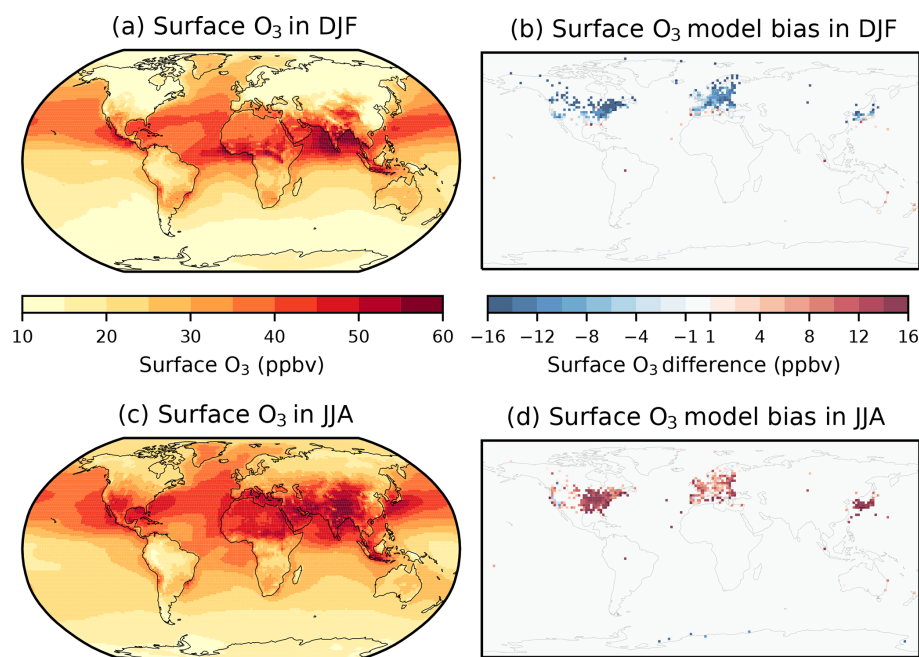 (a) Surface O₃ in DJF
(b) Surface O₃ model bias in DJF
10 20 30 40 50 60
Surface O₃ (ppbv)
−16 −12 −8 −4 −1 1 4 8 12 16
Surface O₃ difference (ppbv)
(c) Surface O₃ in JJA
(d) Surface O₃ model bias in JJA